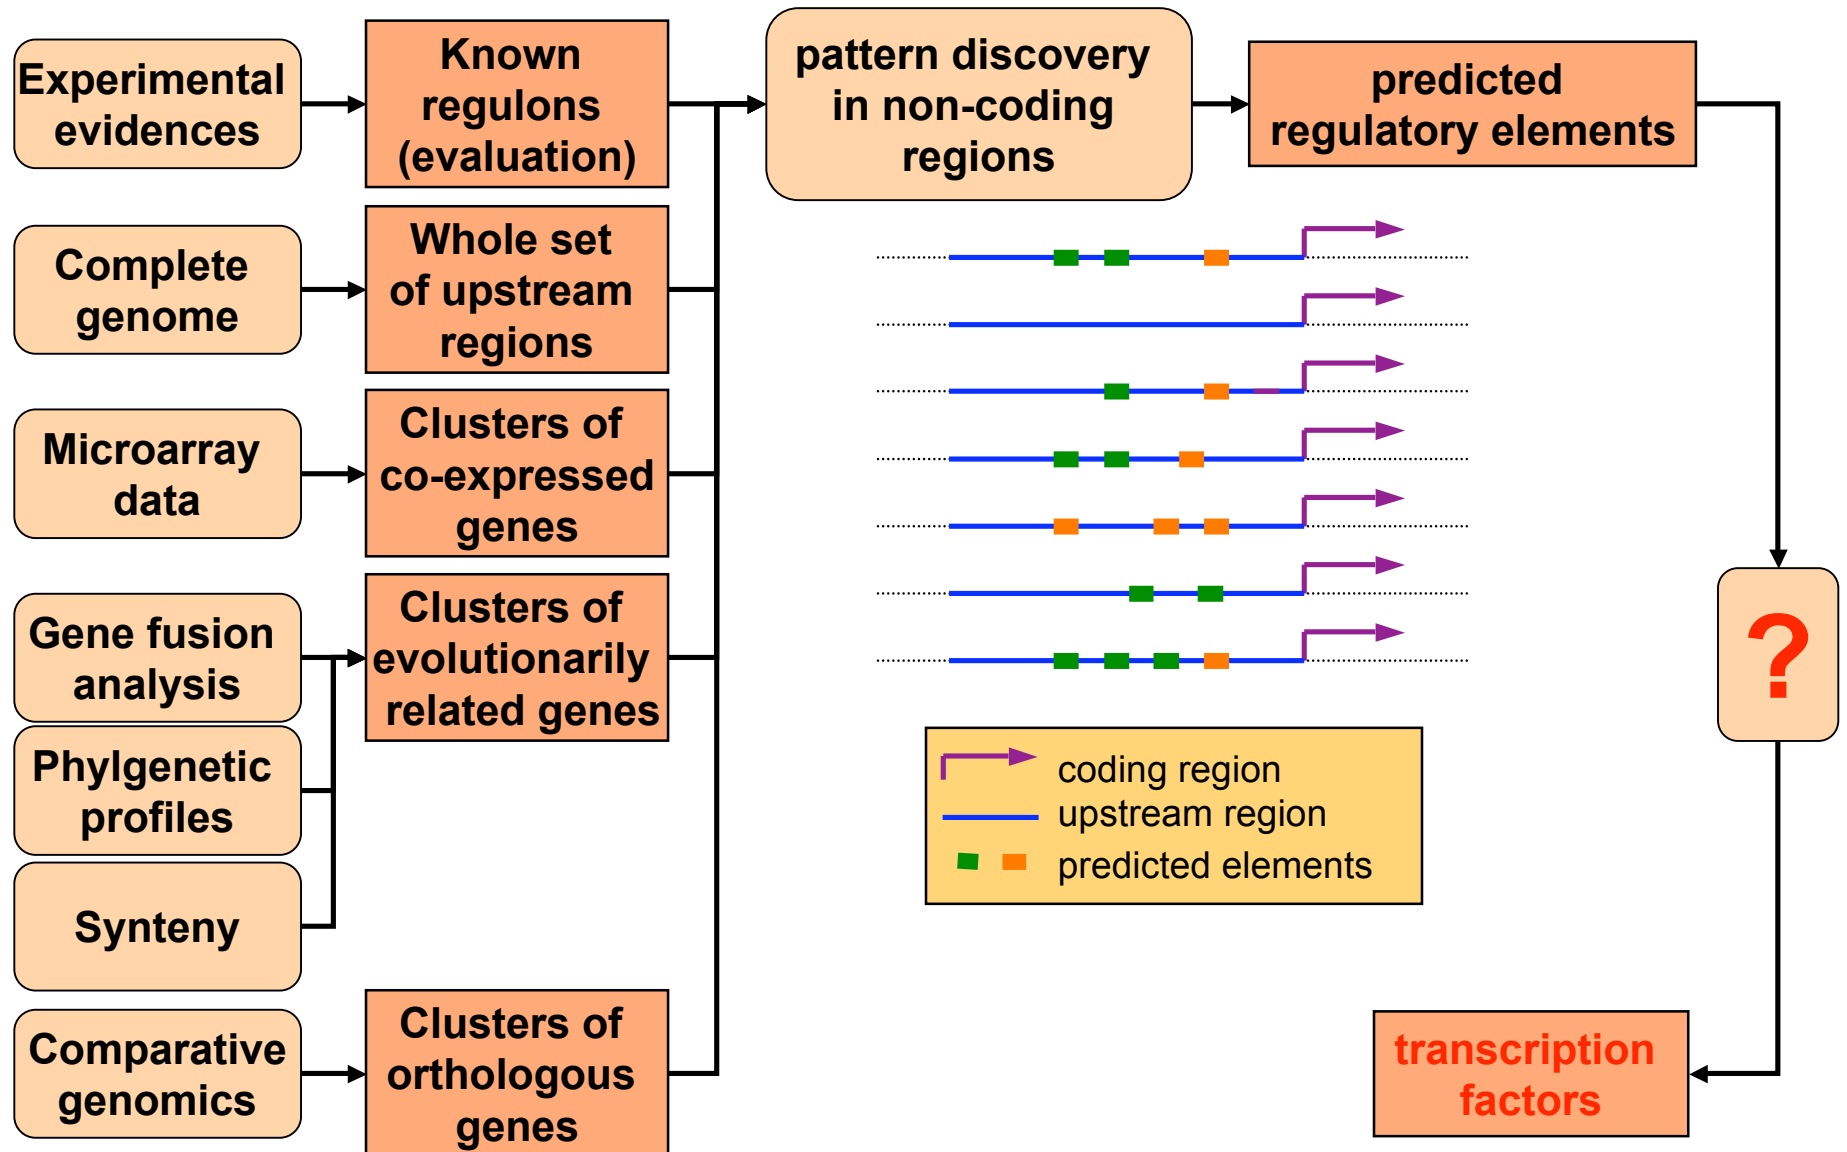 Experimental
evidences
Known
regulons
(evaluation)
pattern discovery
in non-coding
regions
predicted
regulatory elements
Complete
genome
Whole set
of upstream
regions
Microarray
data
Clusters of
co-expressed
genes
Gene fusion
analysis
Phylgenetic
profiles
Synteny
Clusters of
evolutionarily
related genes
?
coding region
upstream region
predicted elements
Comparative
genomics
Clusters of
orthologous
genes
transcription
factors